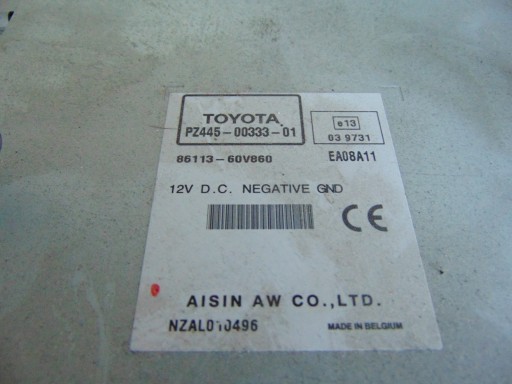 TOYOTA
PZ445-00333-01
e13
03 9731
86113-60V860
EA08A11
12V D.C. NEGATIVE GND
CE
AISIN AW CO.,LTD.
NZAL010496
MADE IN BELGIUM